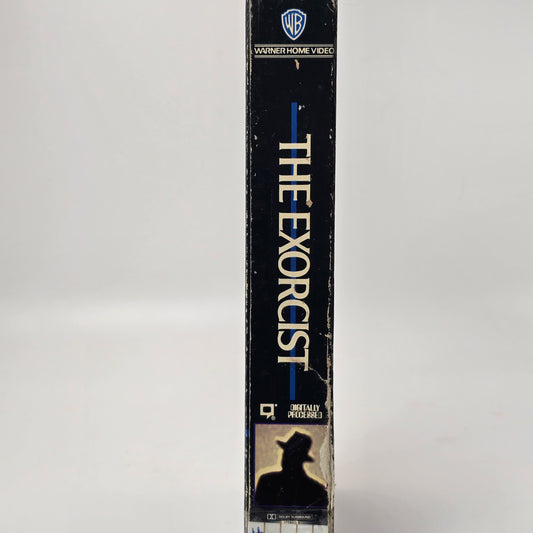 WB
WARNER HOME VIDEO
THE EXORCIST
DIGITALLY
PROCESSED
DOLBY SURROUND